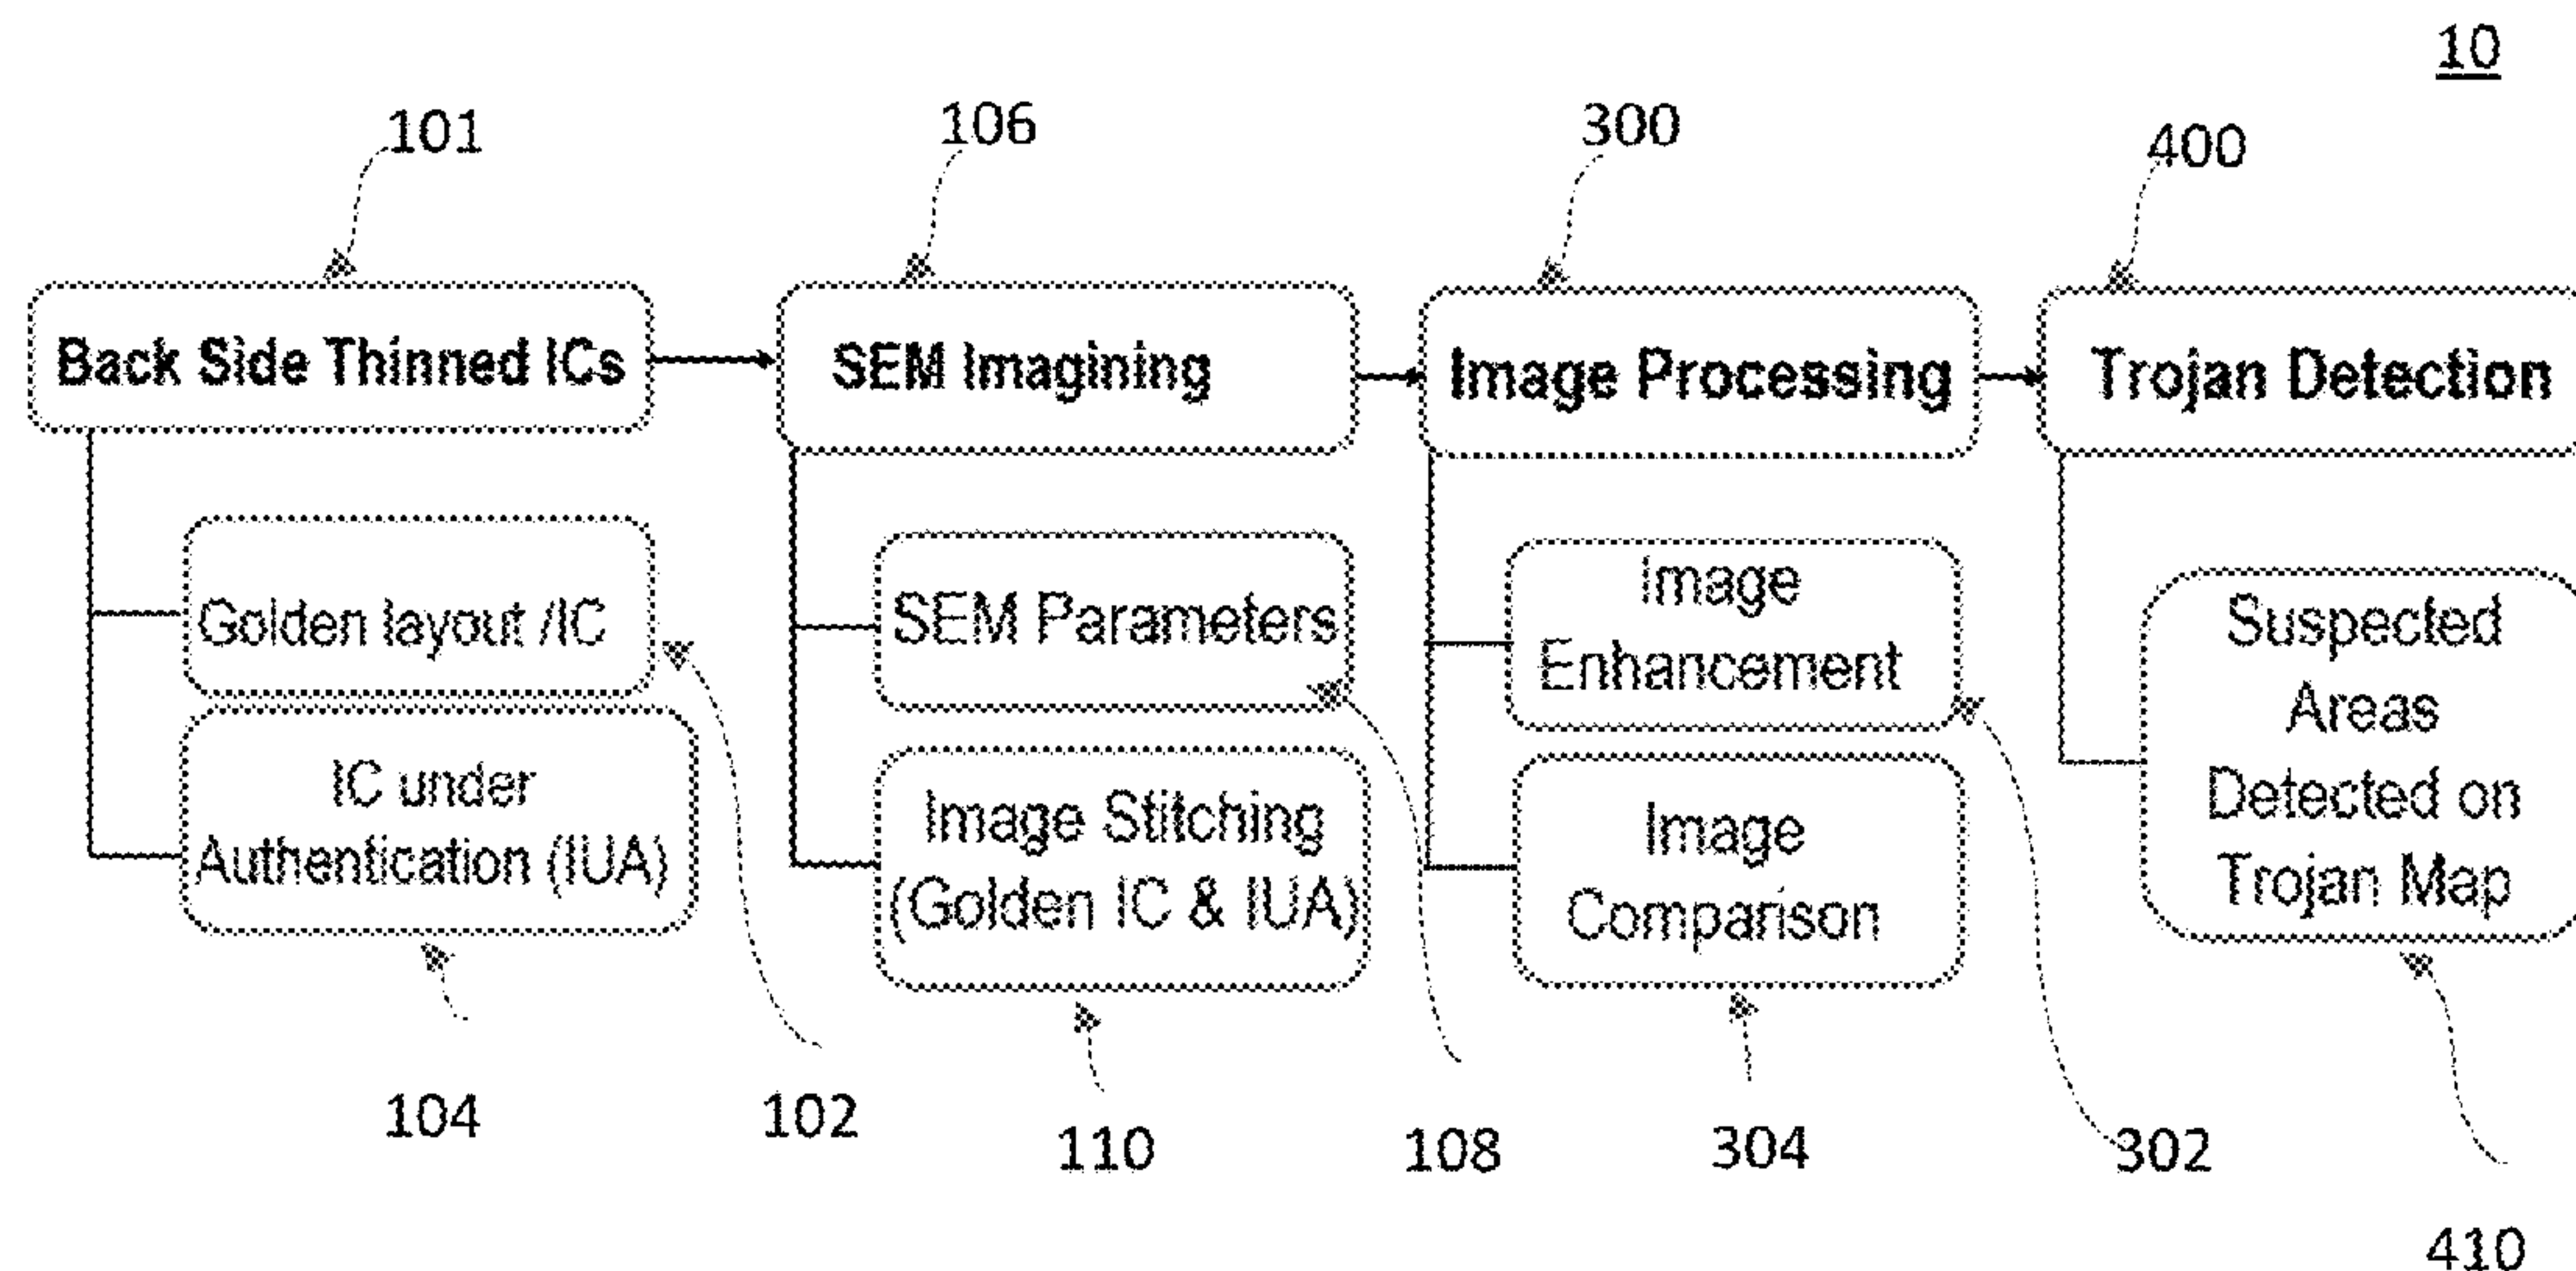 10
101
106
300
400
Back Side Thinned ICs
SEM Imagining
Image Processing
Trojan Detection
Golden layout /IC
IC under
Authentication (IUA)
SEM Parameters
Image Stitching
(Golden IC & IUA)
Image
Enhancement
Image
Comparison
Suspected
Areas
Detected on
Trojan Map
104
102
110
108
304
302
410